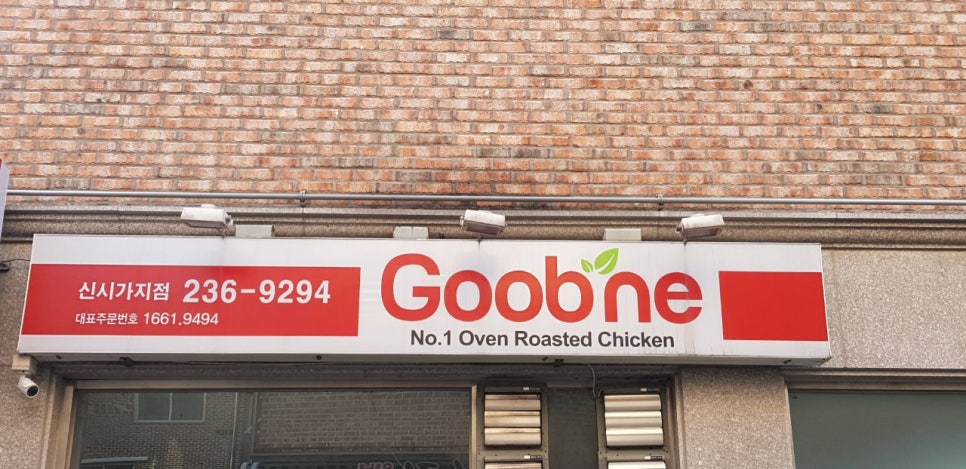 신시가지점 236-9294
대표주문번호 1661.9494
Goobne
No.1 Oven Roasted Chicken